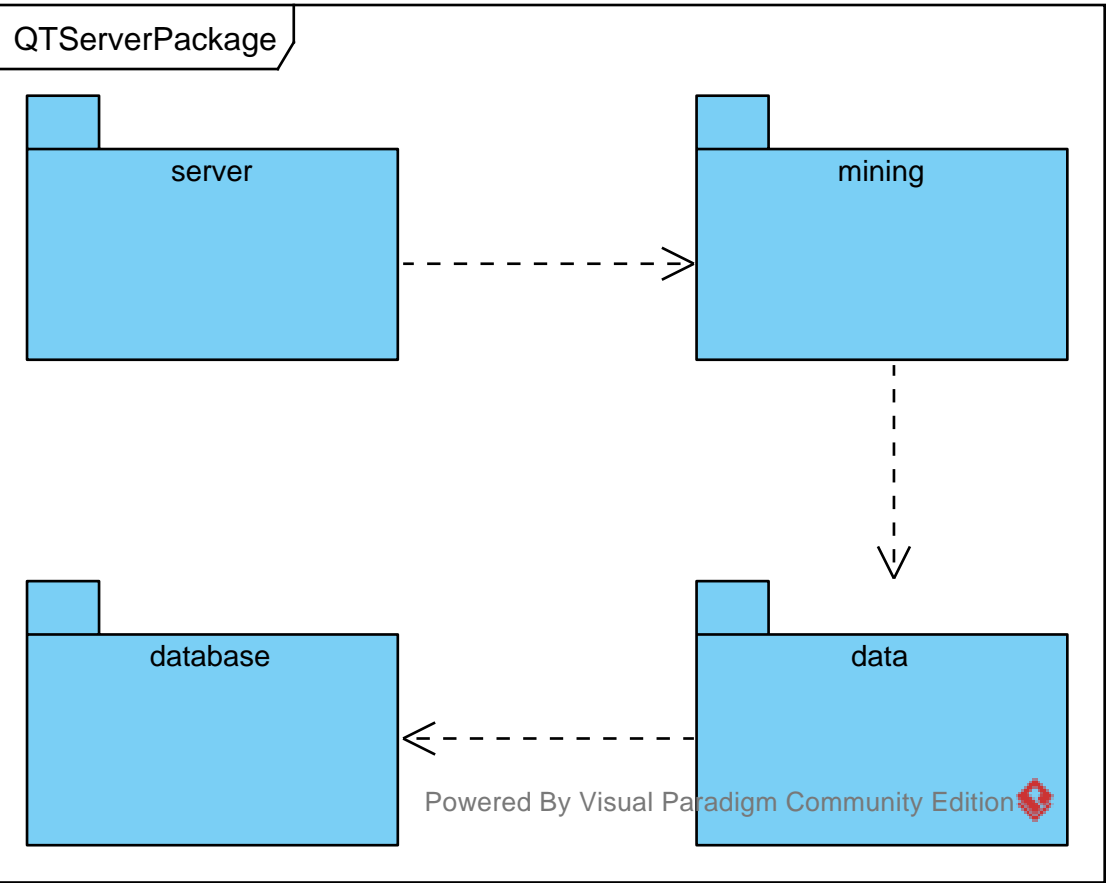 QTServerPackage
server
mining
database
data
Powered By Visual Paradigm Community Edition